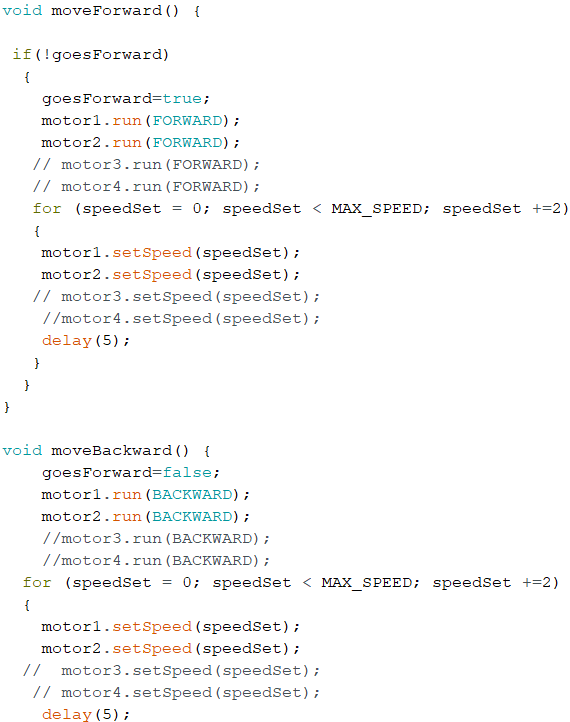 void moveForward() {
if(!goesForward)
{
goesForward=true;
motor1.run(FORWARD);
motor2.run(FORWARD);
// motor3.run(FORWARD);
// motor4.run(FORWARD);
for (speedSet = 0; speedSet < MAX_SPEED; speedSet +=2)
{
motor1.setSpeed(speedSet);
motor2.setSpeed(speedSet);
// motor3.setSpeed(speedSet);
//motor4.setSpeed(speedSet);
delay(5);
}
}
}
void moveBackward() {
goesForward=false;
motor1.run(BACKWARD);
motor2.run(BACKWARD);
//motor3.run(BACKWARD);
//motor4.run(BACKWARD);
for (speedSet = 0; speedSet < MAX_SPEED; speedSet +=2)
{
motor1.setSpeed(speedSet);
motor2.setSpeed(speedSet);
//  motor3.setSpeed(speedSet);
// motor4.setSpeed(speedSet);
delay(5);